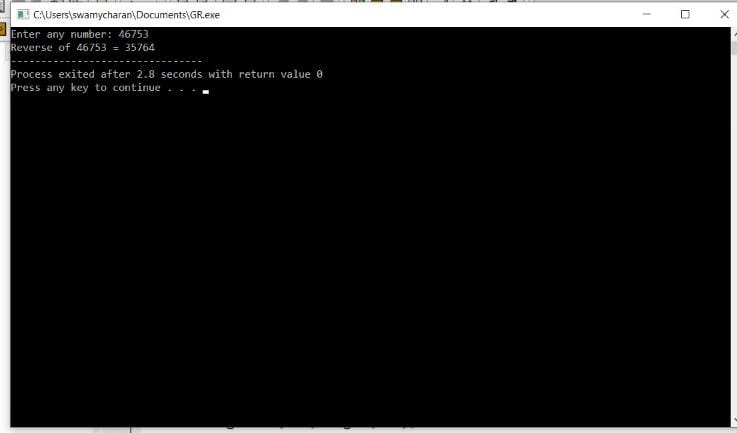 C:\Users\swamycharan\Documents\GR.exe
Enter any number: 46753
Reverse of 46753 = 35764
--------------------------------
Process exited after 2.8 seconds with return value 0
Press any key to continue . . .